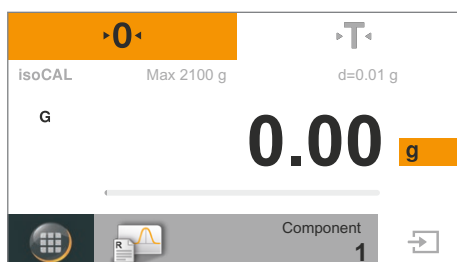 0 T
isoCAL Max 2100 g d=0.01 g
G
0.00 g
R
Component
1